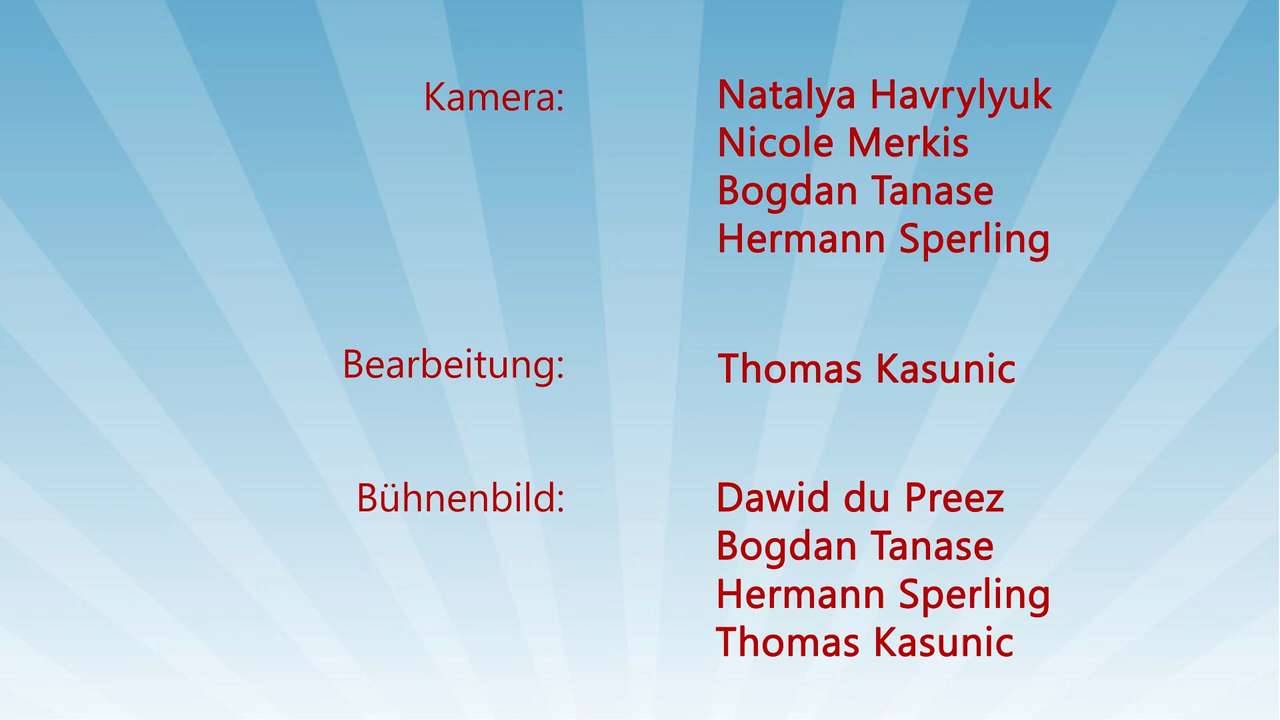 Kamera: Natalya Havrylyuk
Nicole Merkis
Bogdan Tanase
Hermann Sperling
Bearbeitung: Thomas Kasunic
Bühnenbild: Dawid du Preez
Bogdan Tanase
Hermann Sperling
Thomas Kasunic